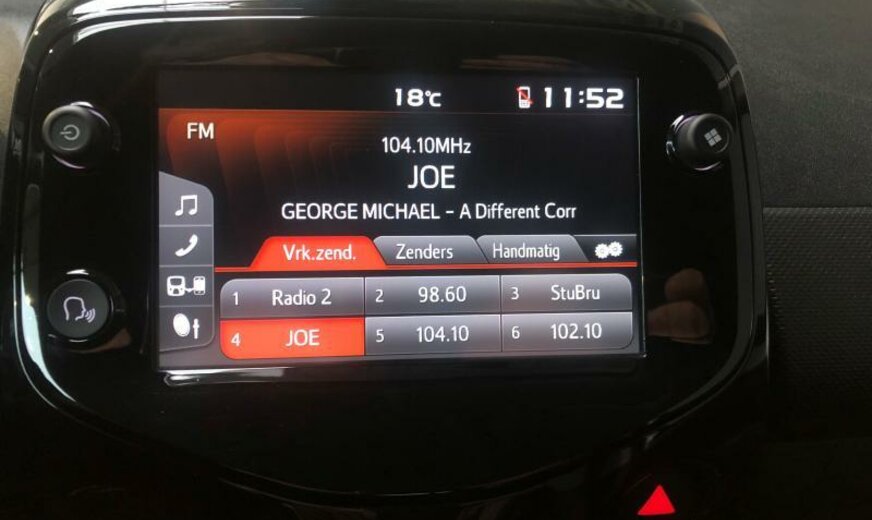 18°c 11:52
FM
104.10MHz
JOE
GEORGE MICHAEL - A Different Corr
Vrk.zend. Zenders Handmatig
1 Radio 2 2 98.60 3 StuBru
4 JOE 5 104.10 6 102.10